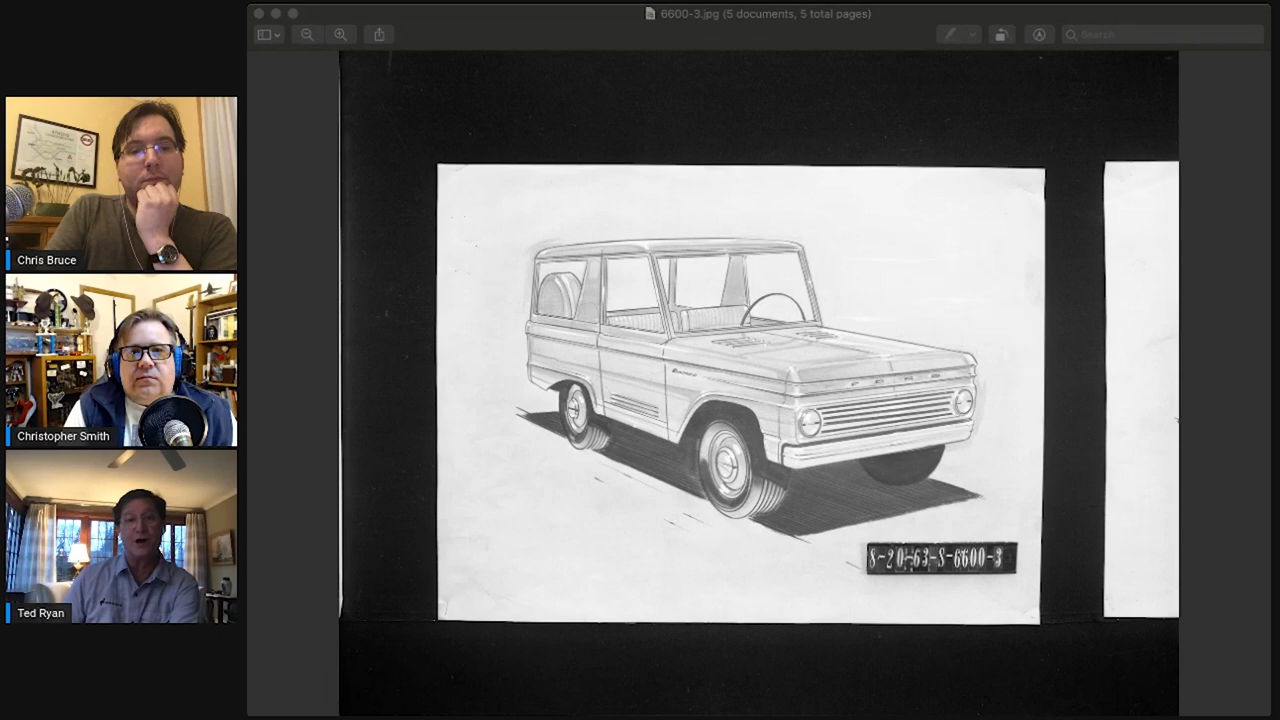 6600-3.jpg (5 documents, 5 total pages)
Search
Chris Bruce
Christopher Smith
Ted Ryan
FORD
8-20-63-S-6600-3